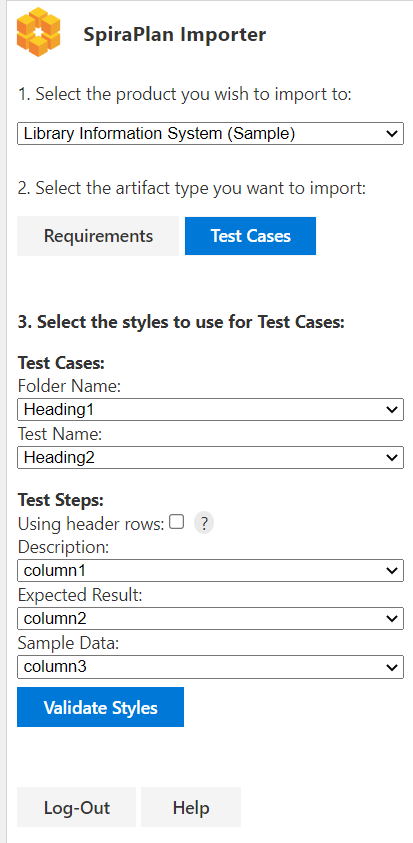 SpiraPlan Importer
1. Select the product you wish to import to:
Library Information System (Sample)
2. Select the artifact type you want to import:
Requirements Test Cases
3. Select the styles to use for Test Cases:
Test Cases:
Folder Name:
Heading1
Test Name:
Heading2
Test Steps:
Using header rows: ?
Description:
column1
Expected Result:
column2
Sample Data:
column3
Validate Styles
Log-Out Help